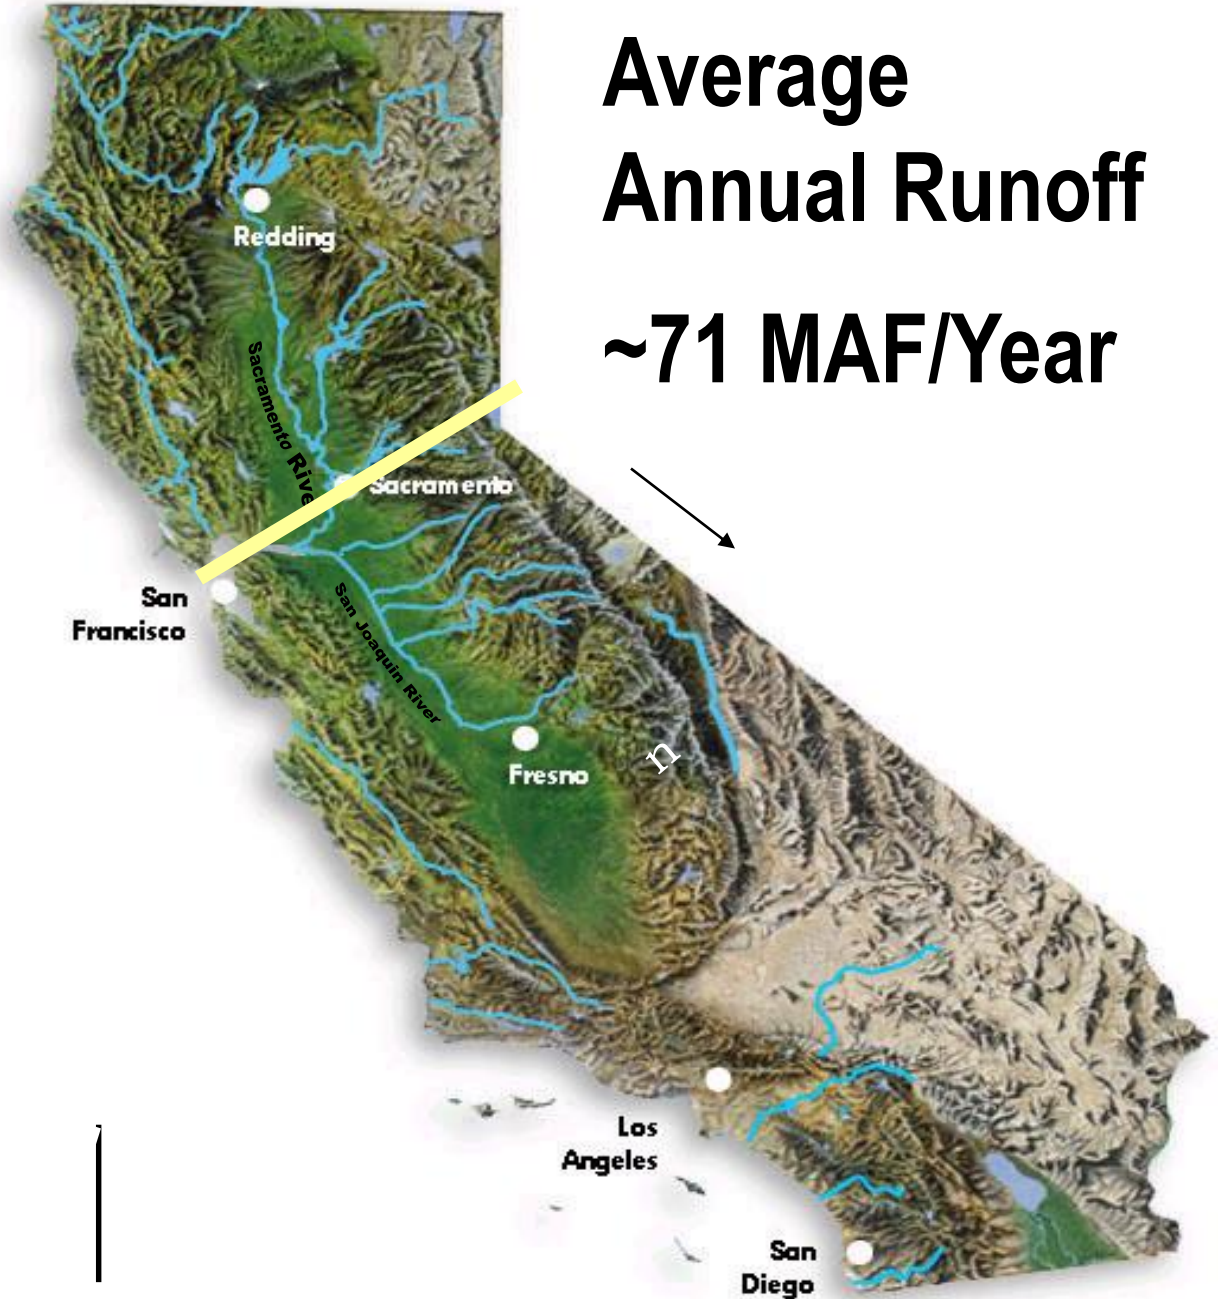 Average
Annual Runoff
~71 MAF/Year
Redding
Sacramento River
Sacramento
San
Francisco
San Joaquin River
n
Fresno
Los
Angeles
San
Diego